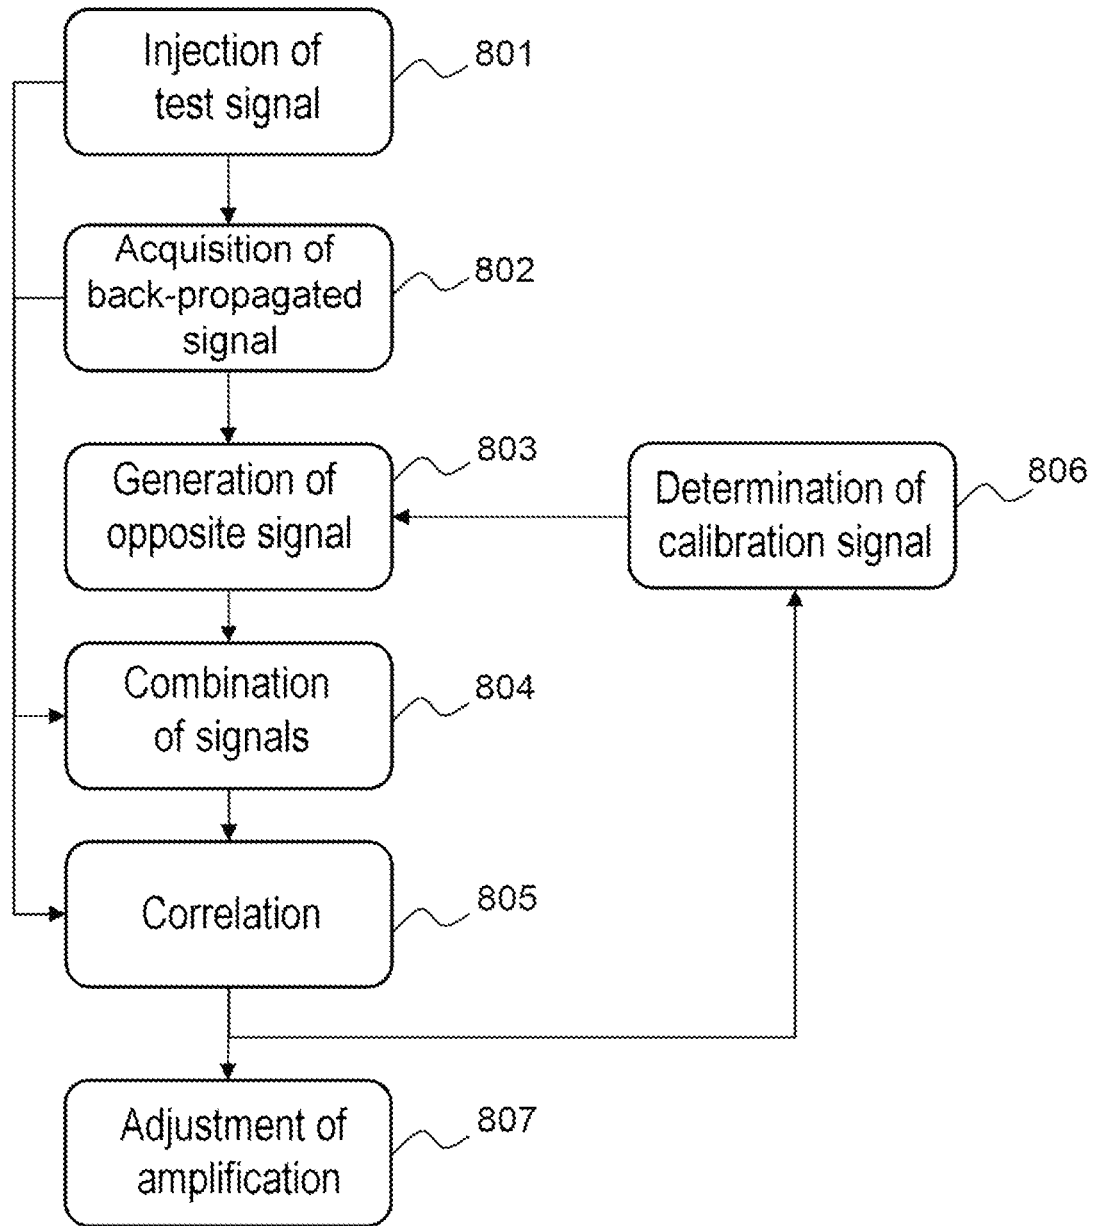 Injection of
test signal
801
Acquisition of
back-propagated
signal
802
Generation of
opposite signal
803
Determination of
calibration signal
806
Combination
of signals
804
Correlation
805
Adjustment of
amplification
807